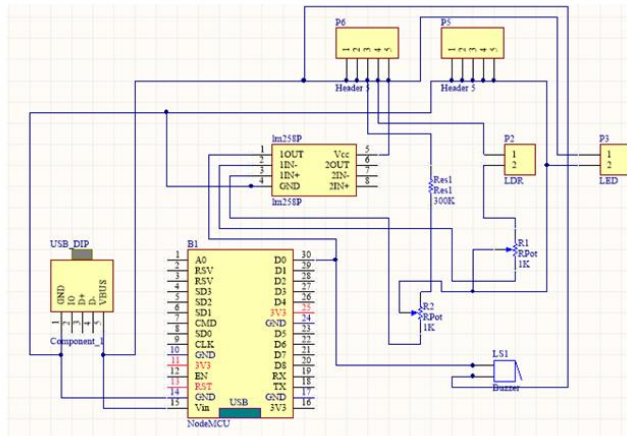 P6
1 2 3 4 5
Header 5
P5
1 2 3 4 5
Header 5
lm258P
1 1OUT Vcc 5
2 1IN- 2OUT 6
3 1IN+ 2IN- 7
4 GND 2IN+ 8
lm258P
P2
1
2
LDR
P3
1
2
LED
Res1
Res1
300K
R1
RPot
1K
R2
RPot
1K
USB_DIP
GND IO D+ D- VBUS
1 2 3 4 5
Component_1
B1
1 A0 D0 30
2 RSV D1 29
3 RSV D2 28
4 SD3 D3 27
5 SD2 D4 26
6 SD1 3V3 25
7 CMD GND 24
8 SD0 D5 23
9 CLK D6 22
10 GND D7 21
11 3V3 D8 20
12 EN RX 19
13 RST TX 18
14 GND GND 17
15 Vin 3V3 16
USB
NodeMCU
LS1
Buzzer